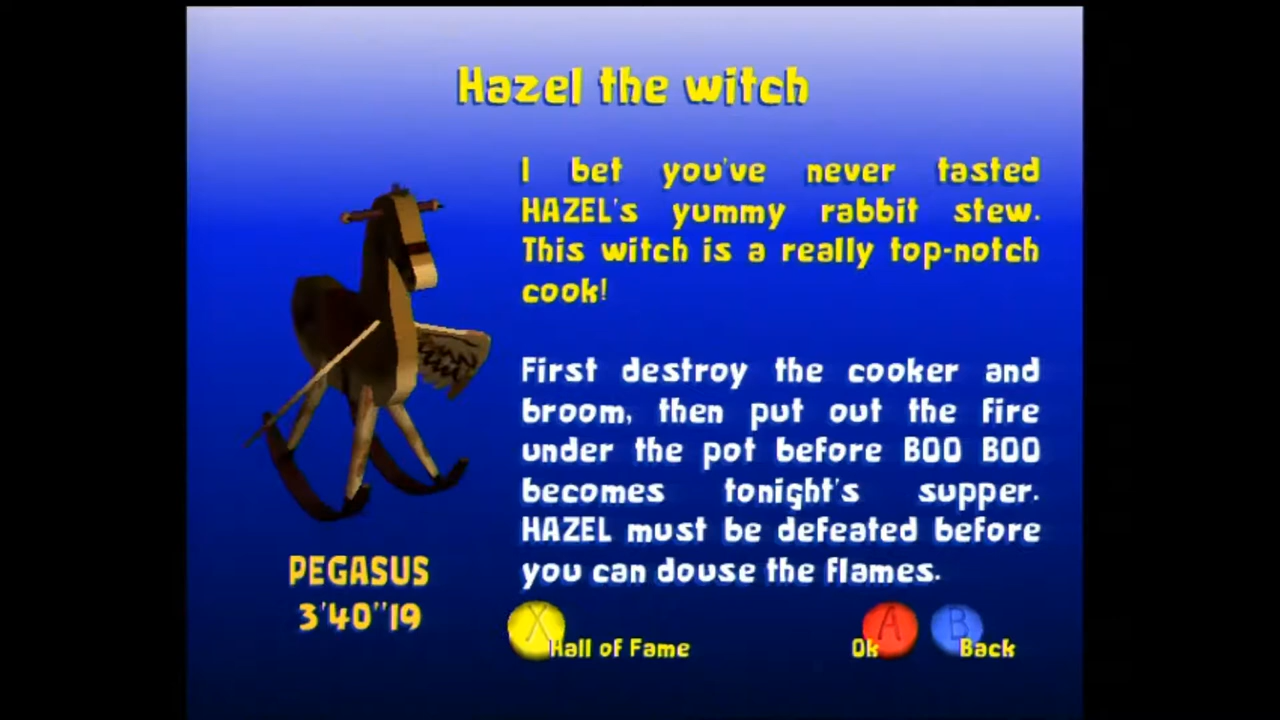 Hazel the witch
I bet you've never tasted
HAZEL's yummy rabbit stew.
This witch is a really top-notch
cook!
First destroy the cooker and
broom, then put out the fire
under the pot before BOO BOO
becomes tonight's supper.
HAZEL must be defeated before
you can douse the flames.
PEGASUS
3'40"19
X Hall of Fame
Ok A B Back